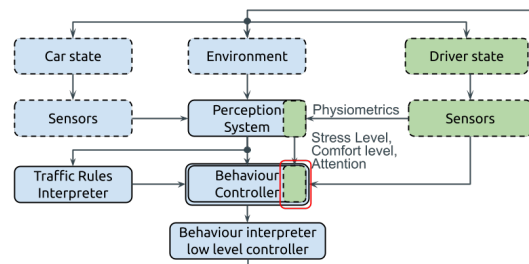 Car state
Environment
Driver state
Sensors
Perception
System
Physiometrics
Sensors
Stress Level,
Comfort level,
Attention
Traffic Rules
Interpreter
Behaviour
Controller
Behaviour interpreter
low level controller